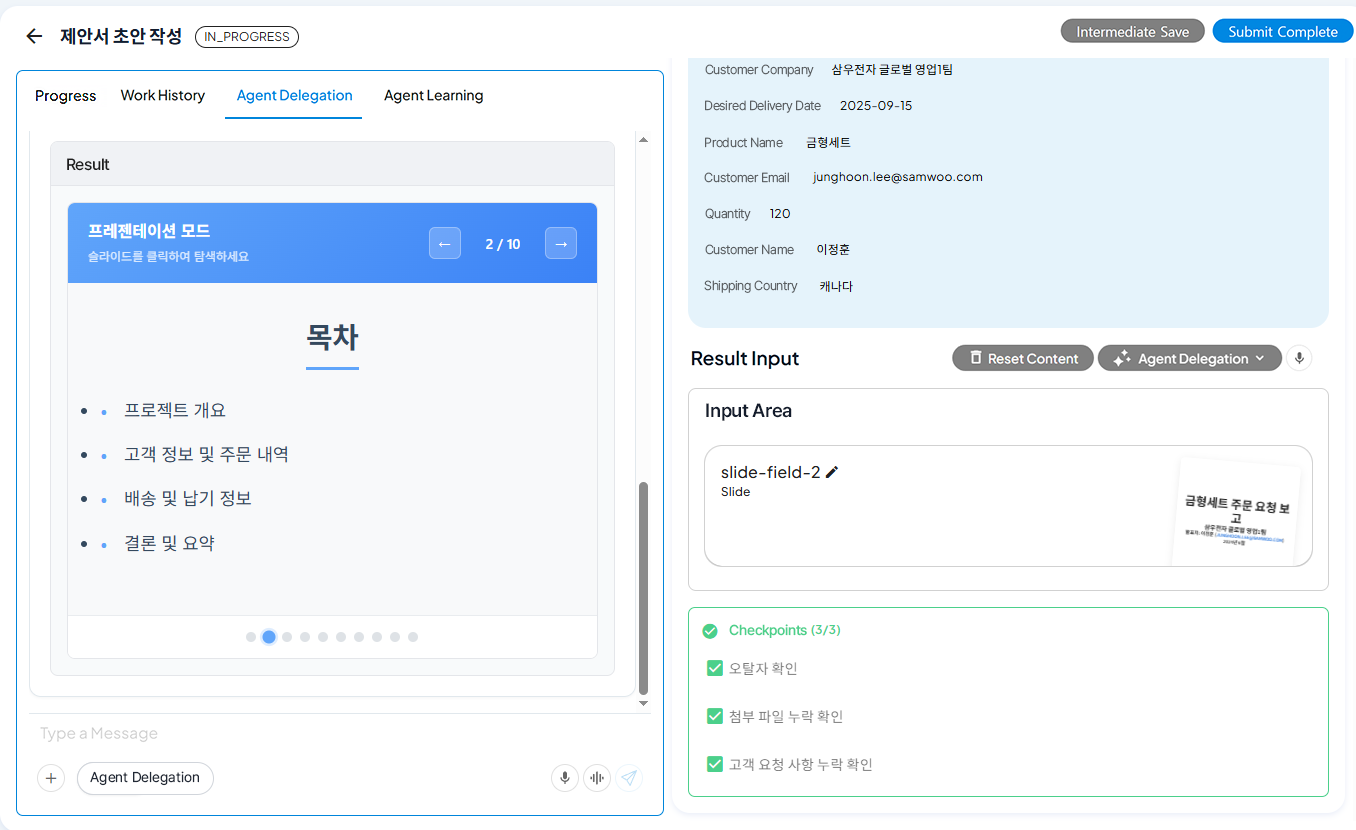 제안서 초안 작성
IN_PROGRESS
Intermediate Save
Submit Complete
Progress
Work History
Agent Delegation
Agent Learning
Result
프레젠테이션 모드
슬라이드를 클릭하여 탐색하세요
←
2 / 10
→
목차
프로젝트 개요
고객 정보 및 주문 내역
배송 및 납기 정보
결론 및 요약
Type a Message
Agent Delegation
Customer Company 삼우전자 글로벌 영업1팀
Desired Delivery Date 2025-09-15
Product Name 금형세트
Customer Email junghoon.lee@samwoo.com
Quantity 120
Customer Name 이정훈
Shipping Country 캐나다
Result Input
Reset Content
Agent Delegation
Input Area
slide-field-2
Slide
금형세트 주문 요청 보
고
삼우전자 글로벌 영업1팀
Checkpoints (3/3)
오탈자 확인
첨부 파일 누락 확인
고객 요청 사항 누락 확인